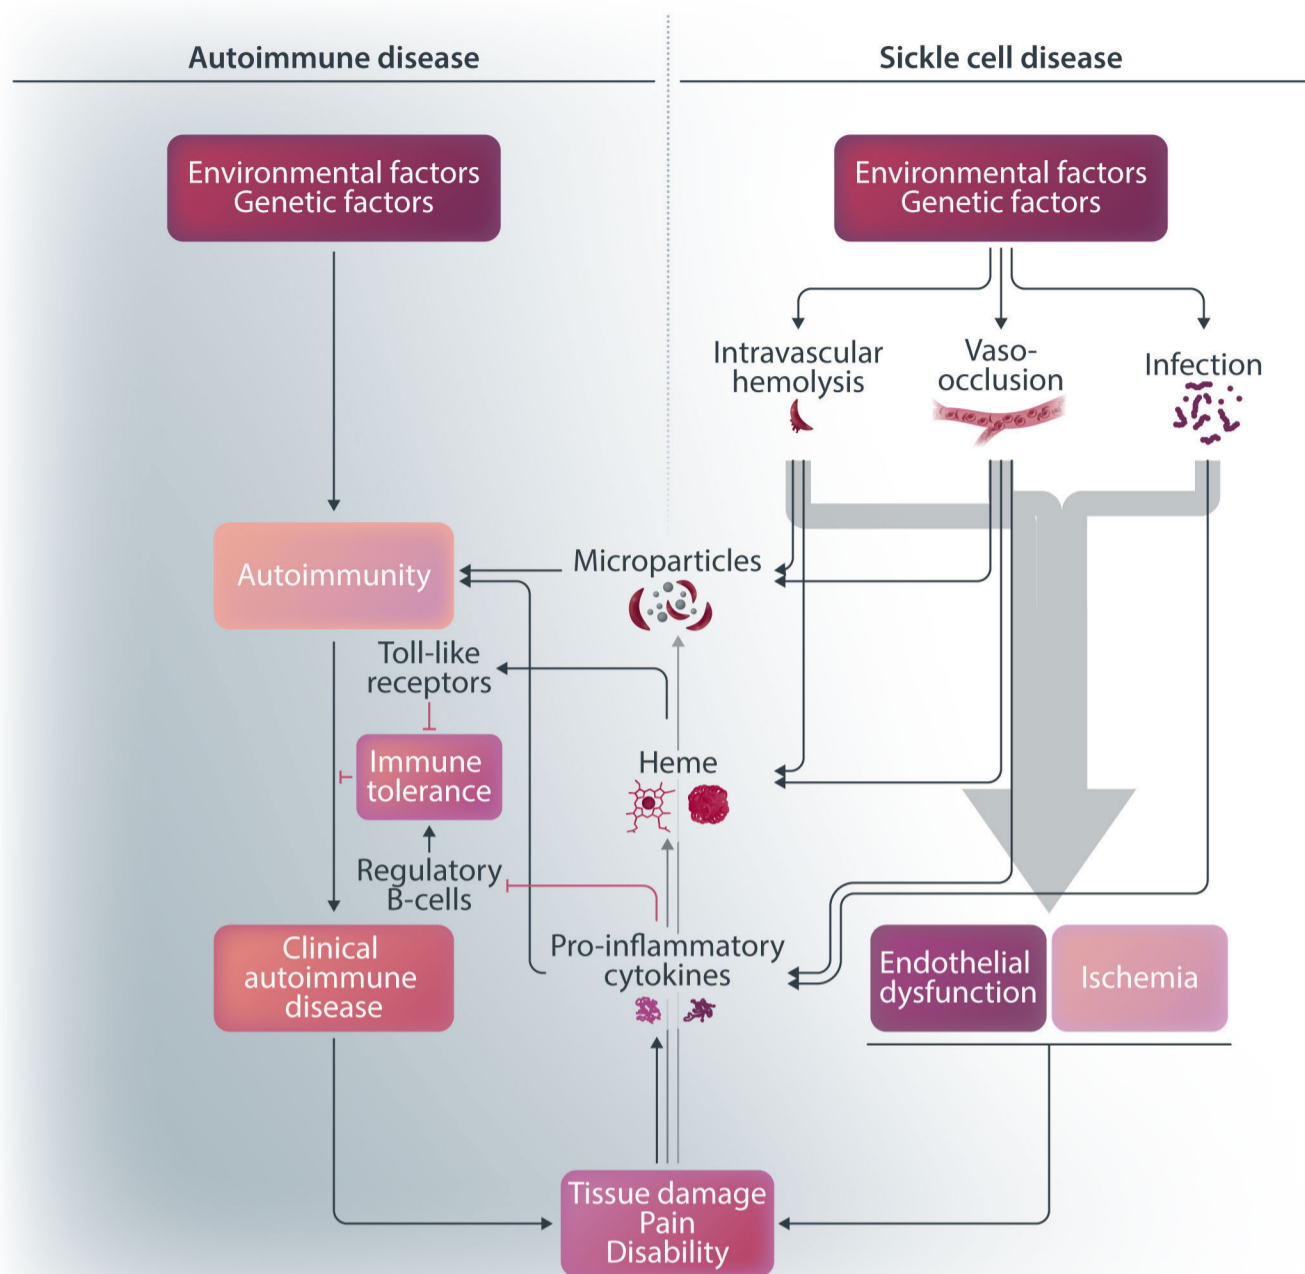 Autoimmune disease
Sickle cell disease
Environmental factors
Genetic factors
Environmental factors
Genetic factors
Intravascular
hemolysis
Vaso-
occlusion
Infection
Autoimmunity
Microparticles
Toll-like
receptors
Immune
tolerance
Heme
Regulatory
B-cells
Clinical
autoimmune
disease
Pro-inflammatory
cytokines
Endothelial
dysfunction
Ischemia
Tissue damage
Pain
Disability